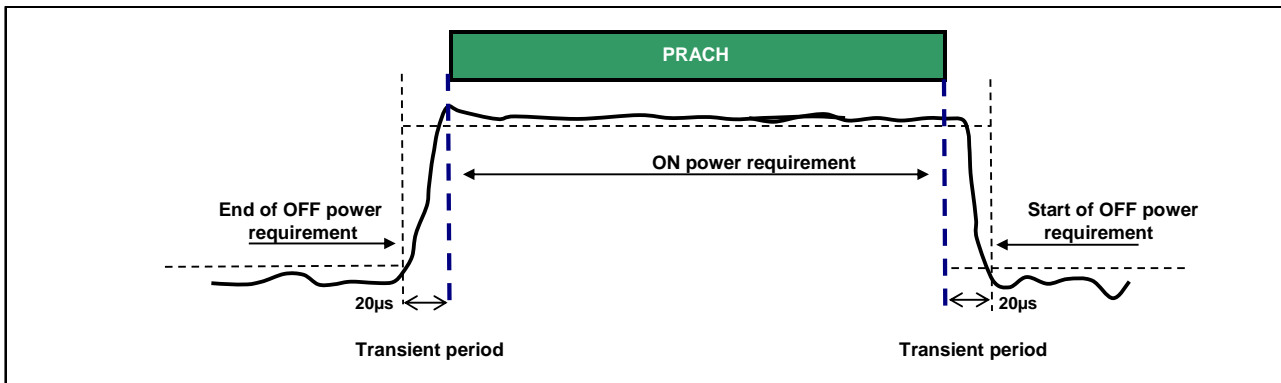 PRACH
ON power requirement
End of OFF power
requirement
Start of OFF power
requirement
20µs
20µs
Transient period
Transient period